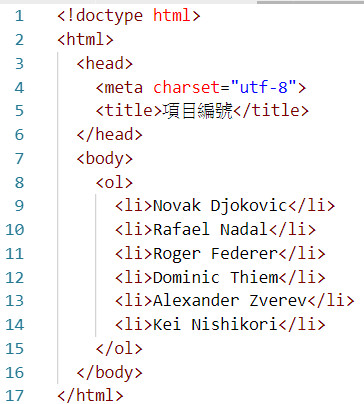 1 <!doctype html>
2 <html>
3 <head>
4 <meta charset="utf-8">
5 <title>項目編號</title>
6 </head>
7 <body>
8 <ol>
9 <li>Novak Djokovic</li>
10 <li>Rafael Nadal</li>
11 <li>Roger Federer</li>
12 <li>Dominic Thiem</li>
13 <li>Alexander Zverev</li>
14 <li>Kei Nishikori</li>
15 </ol>
16 </body>
17 </html>